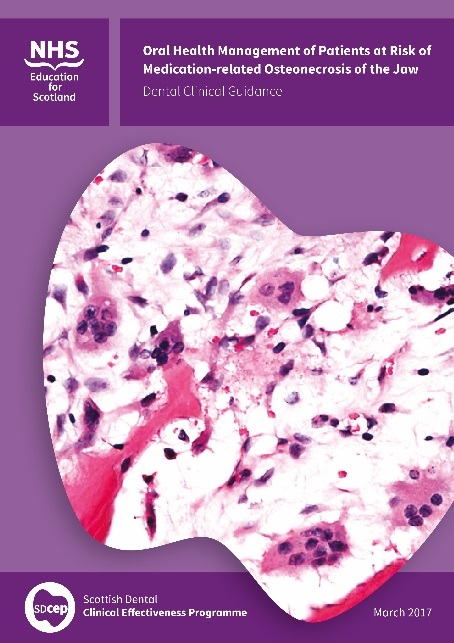 NHS
Education
for
Scotland
Oral Health Management of Patients at Risk of
Medication-related Osteonecrosis of the Jaw
Dental Clinical Guidance
SDcep
Scottish Dental
Clinical Effectiveness Programme
March 2017